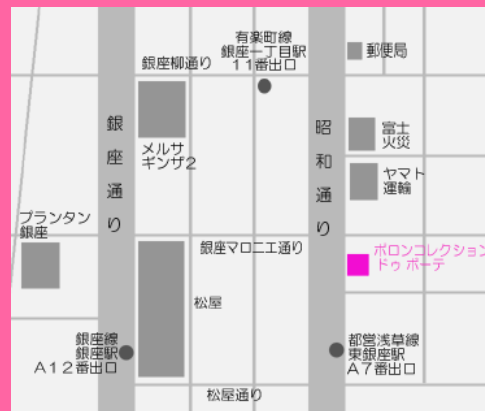 有楽町線
銀座一丁目駅
11番出口
郵便局
銀座柳通り
銀座通り
昭和通り
富士
火災
メルサ
ギンザ2
ヤマト
運輸
プランタン
銀座
銀座マロニエ通り
ボロンコレクション
ドゥ ボーテ
松屋
銀座線
銀座駅
A12番出口
都営浅草線
東銀座駅
A7番出口
松屋通り